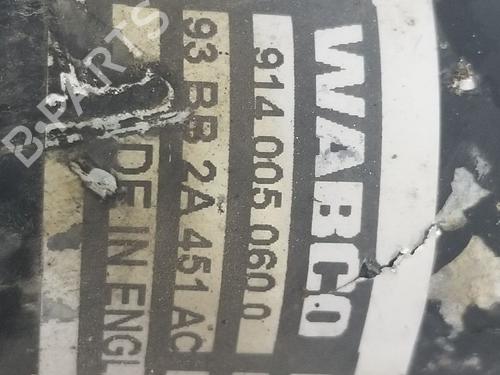 WABCO
914 005 060 0
93 BB 2A 451 AC
DE IN ENGL
B-PARTS